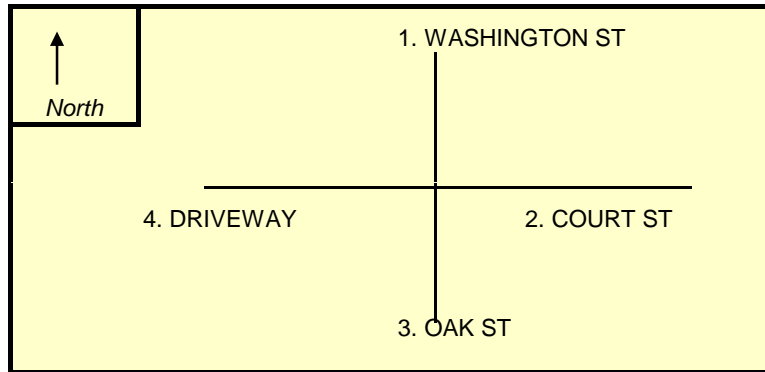 1. WASHINGTON ST
North
4. DRIVEWAY
2. COURT ST
3. OAK ST